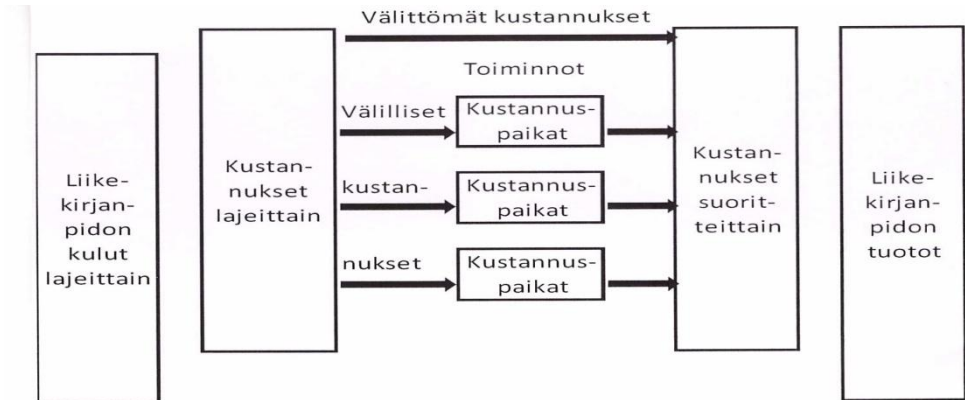 Välittömät kustannukset
Toiminnot
Liike-
kirjan-
pidon
kulut
lajeittain
Kustan-
nukset
lajeittain
Välilliset
kustan-
nukset
Kustannus-
paikat
Kustannus-
paikat
Kustannus-
paikat
Kustan-
nukset
suorit-
teittain
Liike-
kirjan-
pidon
tuotot